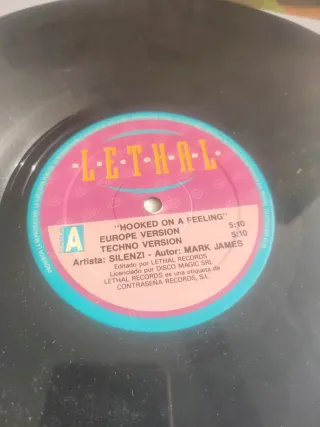 L·E·T·H·A·L
"HOOKED ON A FEELING"
EUROPE VERSION 5:10
TECHNO VERSION 5:10
Artista: SILENZI - Autor: MARK JAMES
Editado por LETHAL RECORDS
Licenciado por DISCO MAGIC SRL
LETHAL RECORDS es una etiqueta de
CONTRASEÑA RECORDS, S.L.
A